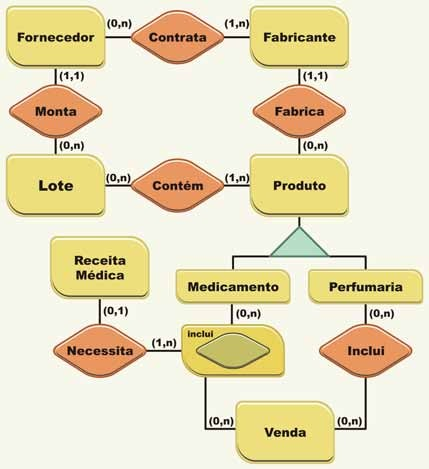 (0,n)
(1,n)
Fornecedor
Contrata
Fabricante
(1,1)
(1,1)
Monta
Fabrica
(0,n)
(0,n)
Lote
(0,n)
Contém
(1,n)
Produto
Receita
Médica
Medicamento
Perfumaria
(0,1)
(0,n)
(0,n)
inclui
Necessita
(1,n)
Inclui
(0,n)
(0,n)
Venda